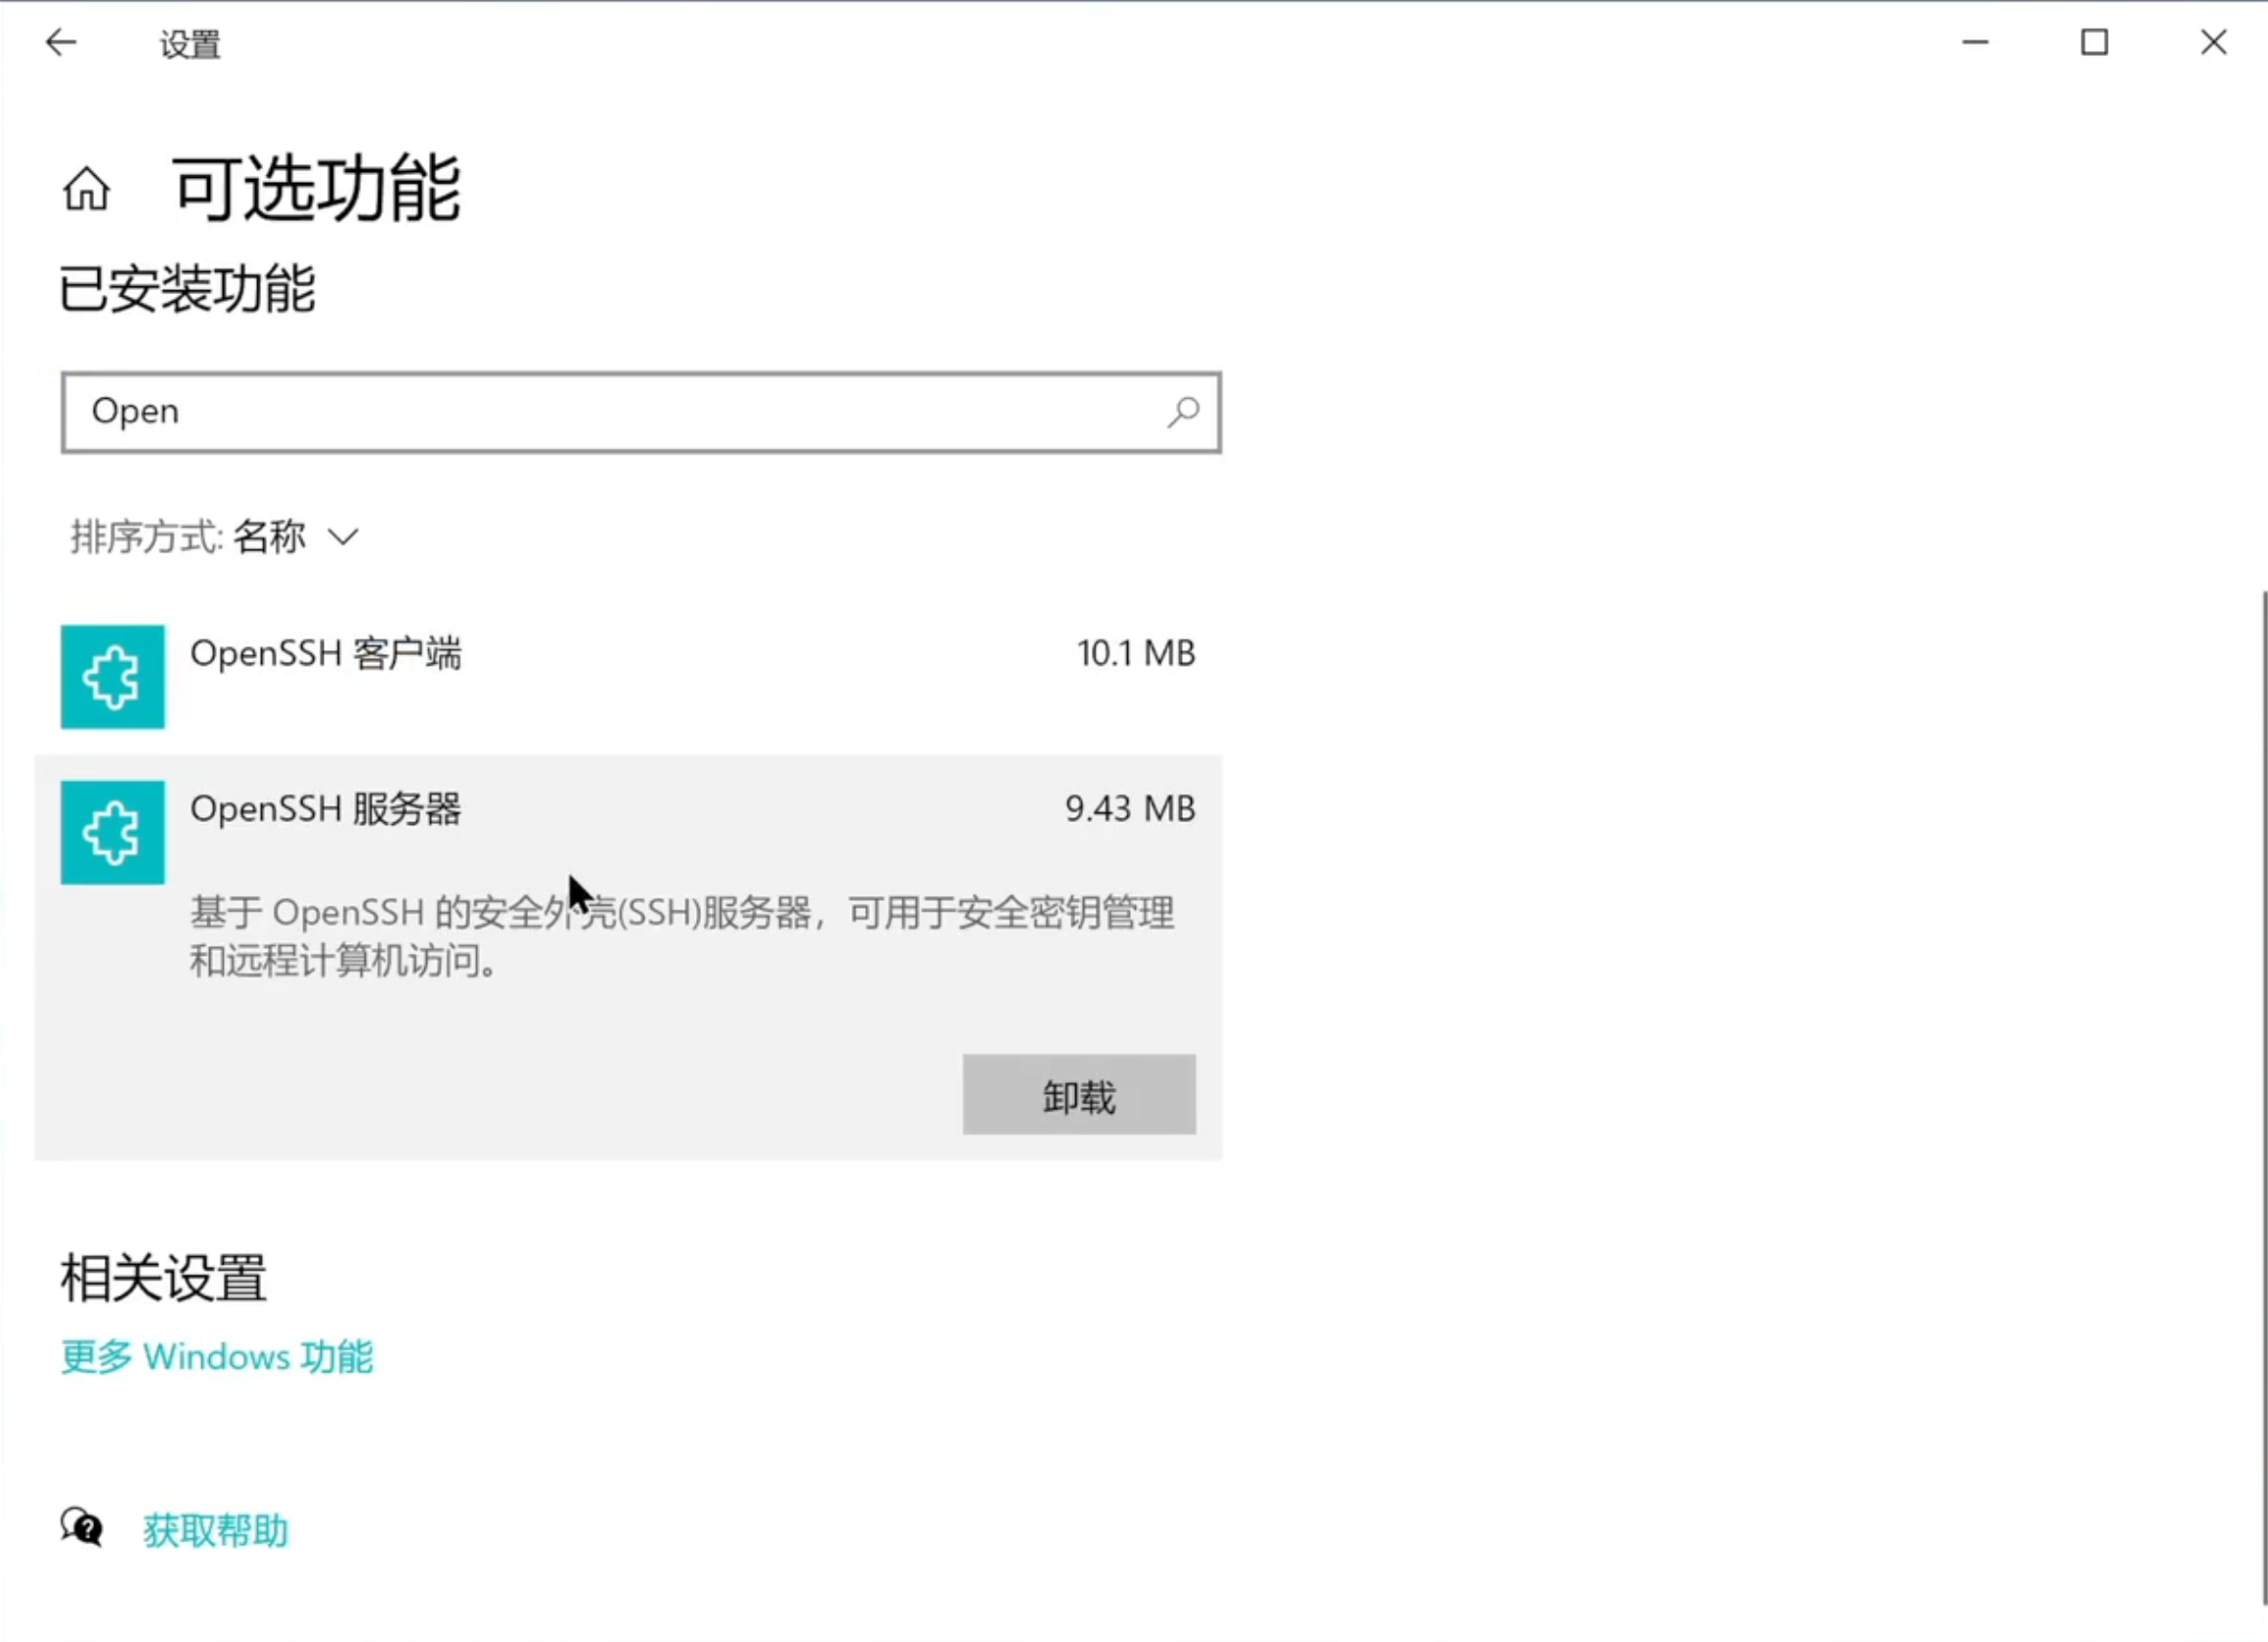 设置
可选功能
已安装功能
Open
排序方式: 名称
OpenSSH 客户端 10.1 MB
OpenSSH 服务器 9.43 MB
基于 OpenSSH 的安全外壳(SSH)服务器，可用于安全密钥管理
和远程计算机访问。
卸载
相关设置
更多 Windows 功能
获取帮助